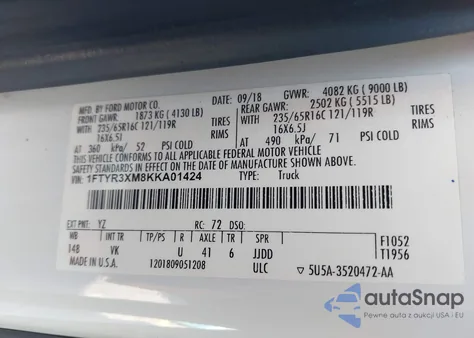 MFD. BY FORD MOTOR CO.
09/18
4082 KG ( 9000 LB)
FRONT GAWR:
1873 KG ( 4130 LB)
REAR GAWR:
2502 KG ( 5515 LB)
WITH
235/65R16C 121/119R
16X6.5J
RIMS
WITH
235/65R16C 121/119R
16X6.5J
RIMS
AT 360 kPa/ 52 PSI COLD
AT 490 kPa/ 71 PSI COLD
THIS VEHICLE CONFORMS TO ALL APPLICABLE FEDERAL MOTOR VEHICLE
SAFETY STANDARDS IN EFFECT ON THE DATE OF MANUFACTURE SHOWN ABOVE.
VIN: 1FTYR3XM8KKA01424
TYPE: Truck
EXT PNT: YZ
RC: 72 DSO:
WB INT TR TP/PS R AXLE TR SPR
148 VK U 41 6 JJDD
F1052
T1956
MADE IN U.S.A.
1201809051208
ULC
▽ 5U5A-3520472-AA
autaSnap
Pewne auta z aukcji USA i EU